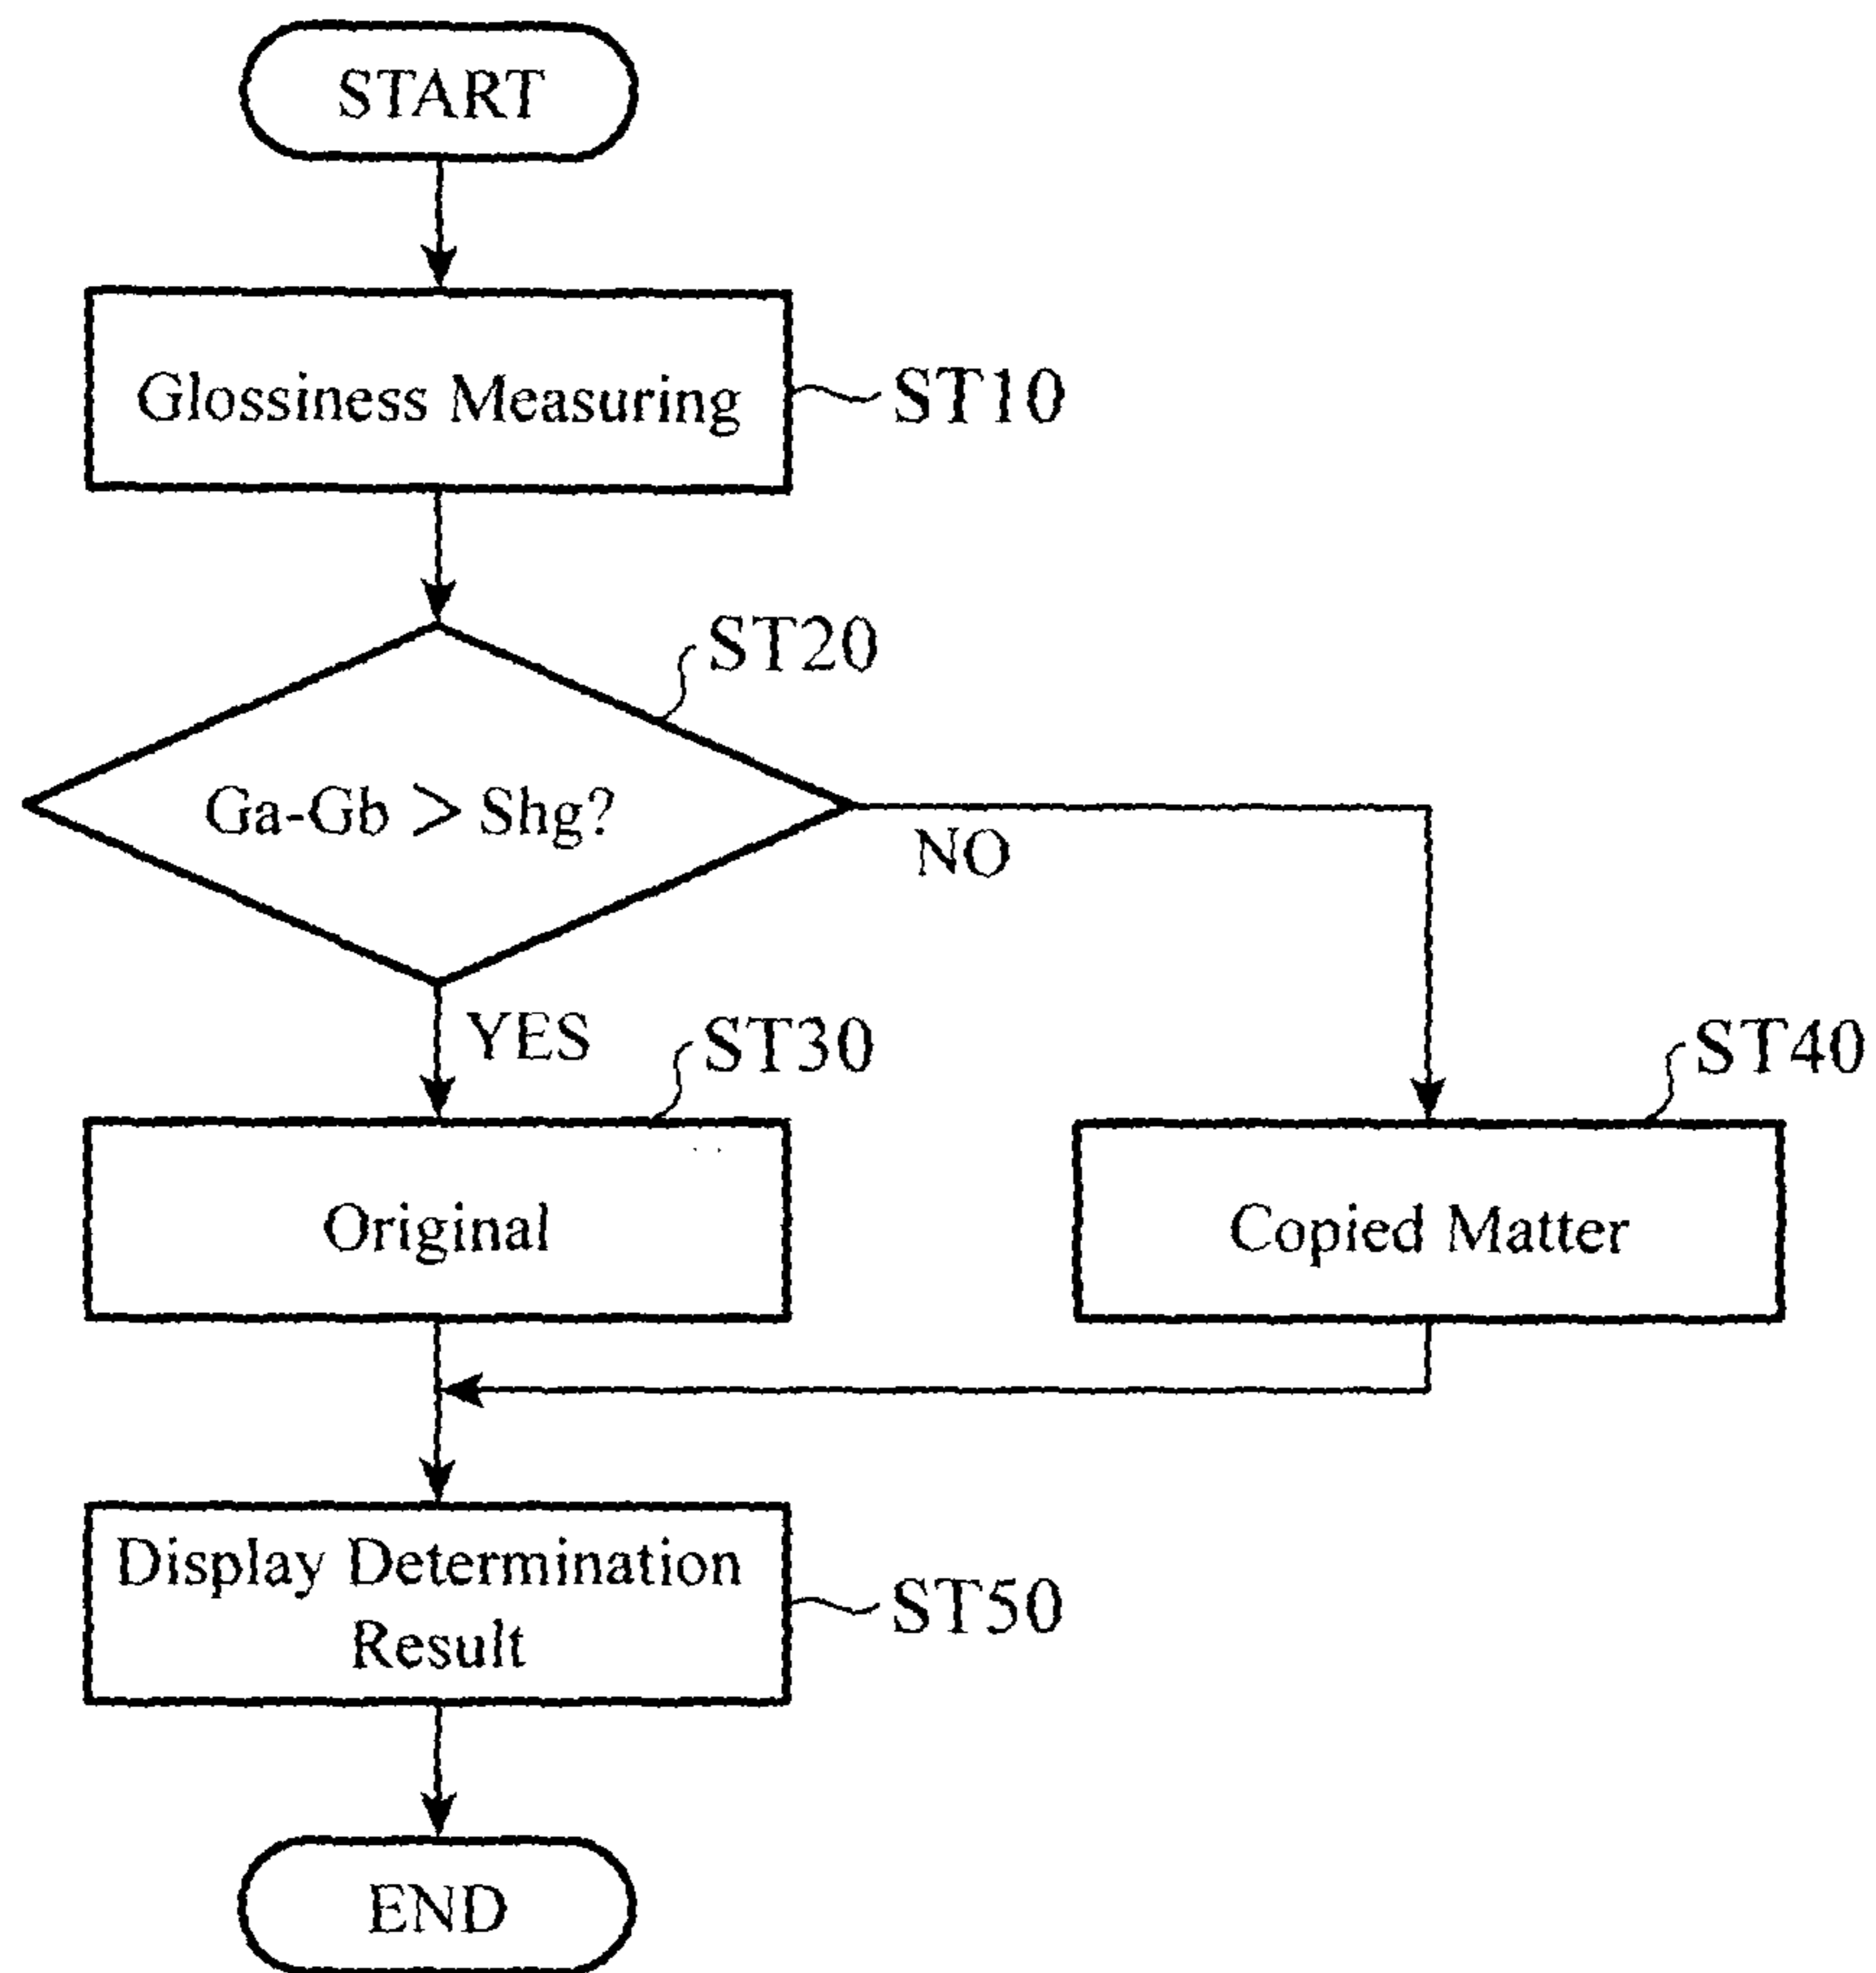 START
Glossiness Measuring
ST10
ST20
Ga-Gb > Shg?
NO
YES
ST30
ST40
Original
Copied Matter
Display Determination
Result
ST50
END